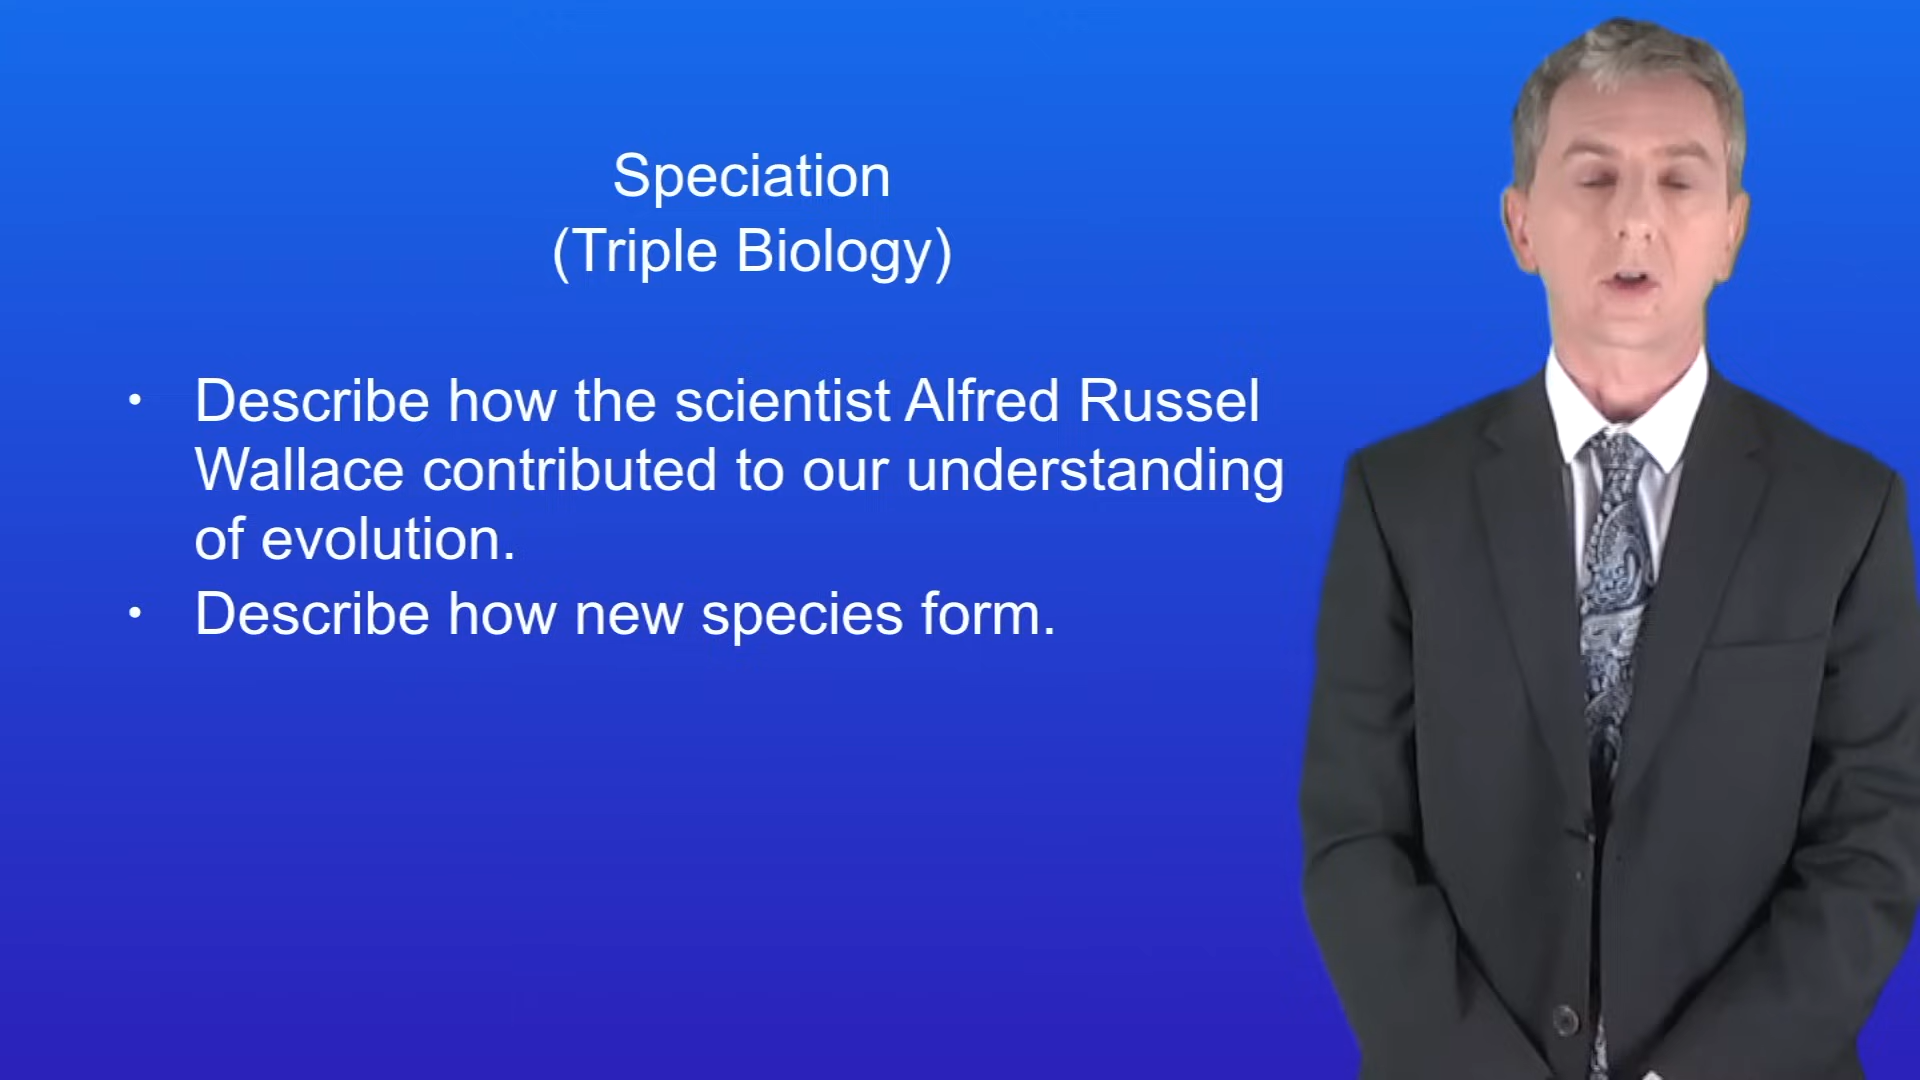 Speciation
(Triple Biology)
• Describe how the scientist Alfred Russel
Wallace contributed to our understanding
of evolution.
• Describe how new species form.